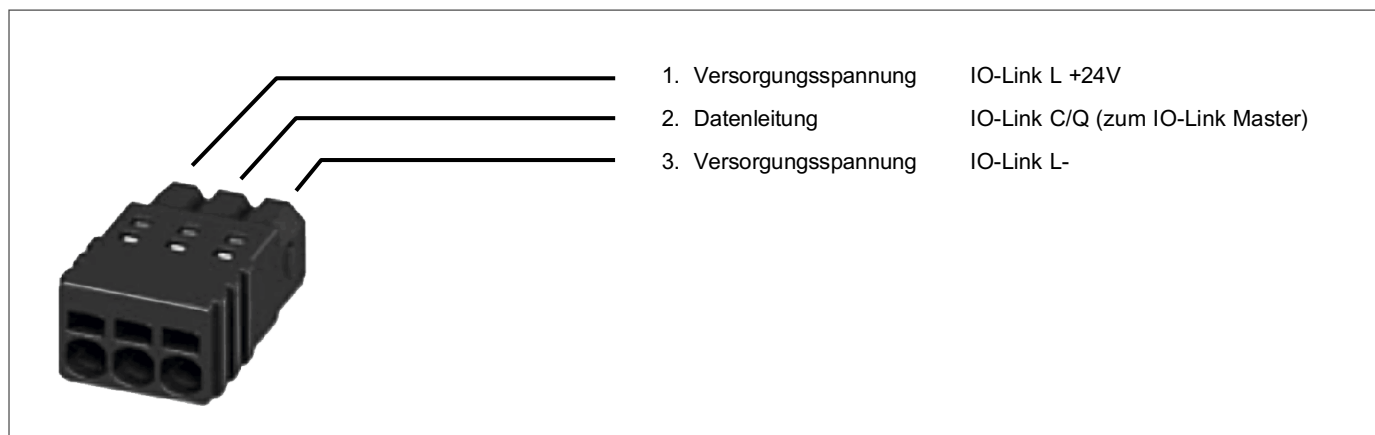 1. Versorgungsspannung IO-Link L +24V
2. Datenleitung IO-Link C/Q (zum IO-Link Master)
3. Versorgungsspannung IO-Link L-